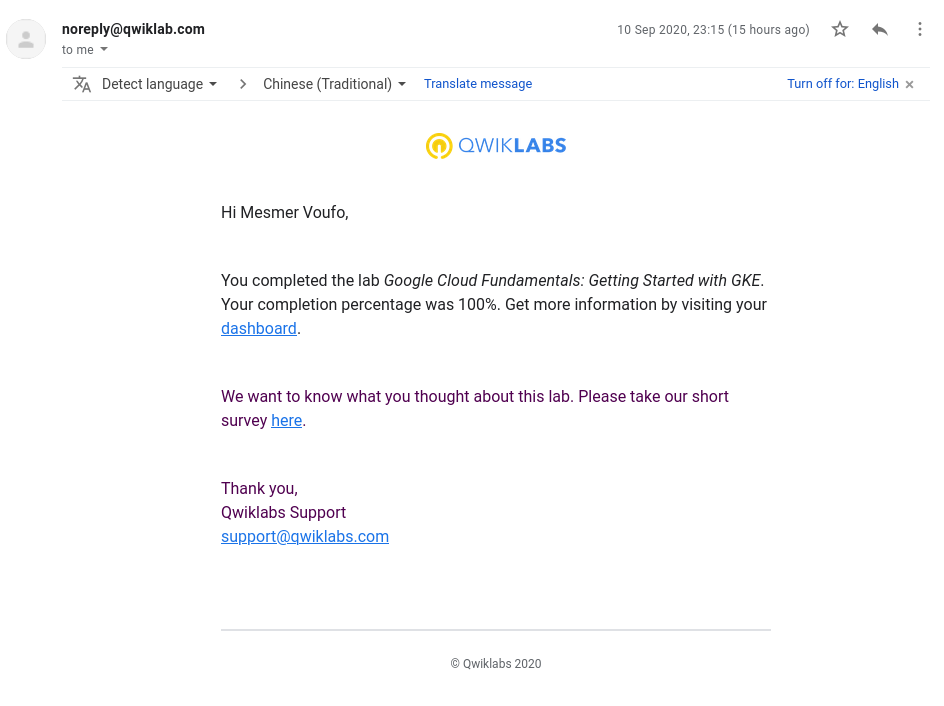 noreply@qwiklab.com
10 Sep 2020, 23:15 (15 hours ago)
to me
Detect language
Chinese (Traditional)
Translate message
Turn off for: English
QWIKLABS
Hi Mesmer Voufo,
You completed the lab Google Cloud Fundamentals: Getting Started with GKE.
Your completion percentage was 100%. Get more information by visiting your
dashboard.
We want to know what you thought about this lab. Please take our short
survey here.
Thank you,
Qwiklabs Support
support@qwiklabs.com
© Qwiklabs 2020